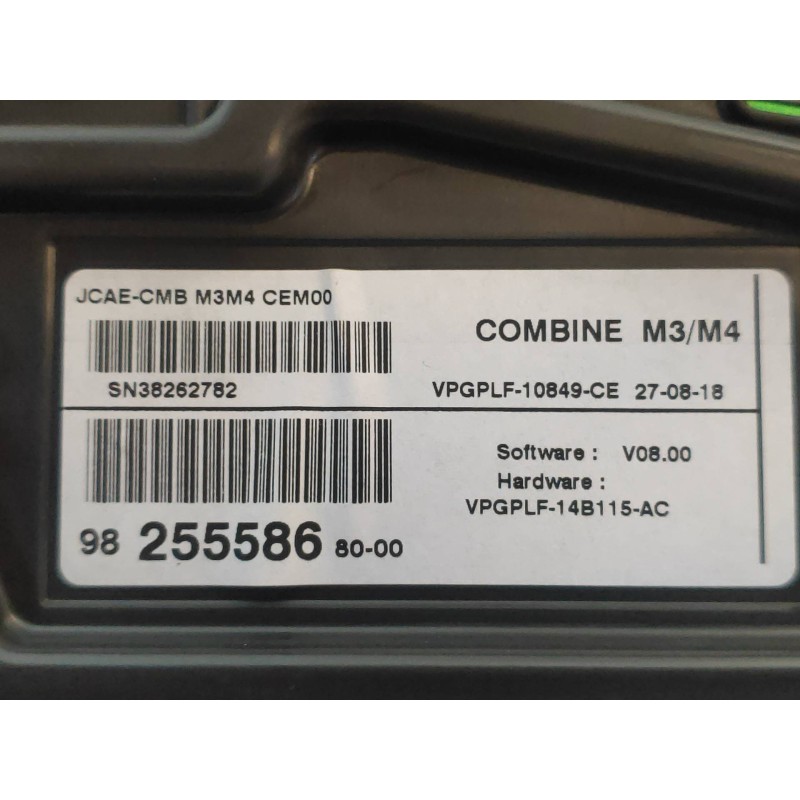 JCAE-CMB M3M4 CEM00
COMBINE M3/M4
SN38262782
VPGPLF-10849-CE 27-08-18
Software : V08.00
Hardware :
VPGPLF-14B115-AC
98 255586 80-00